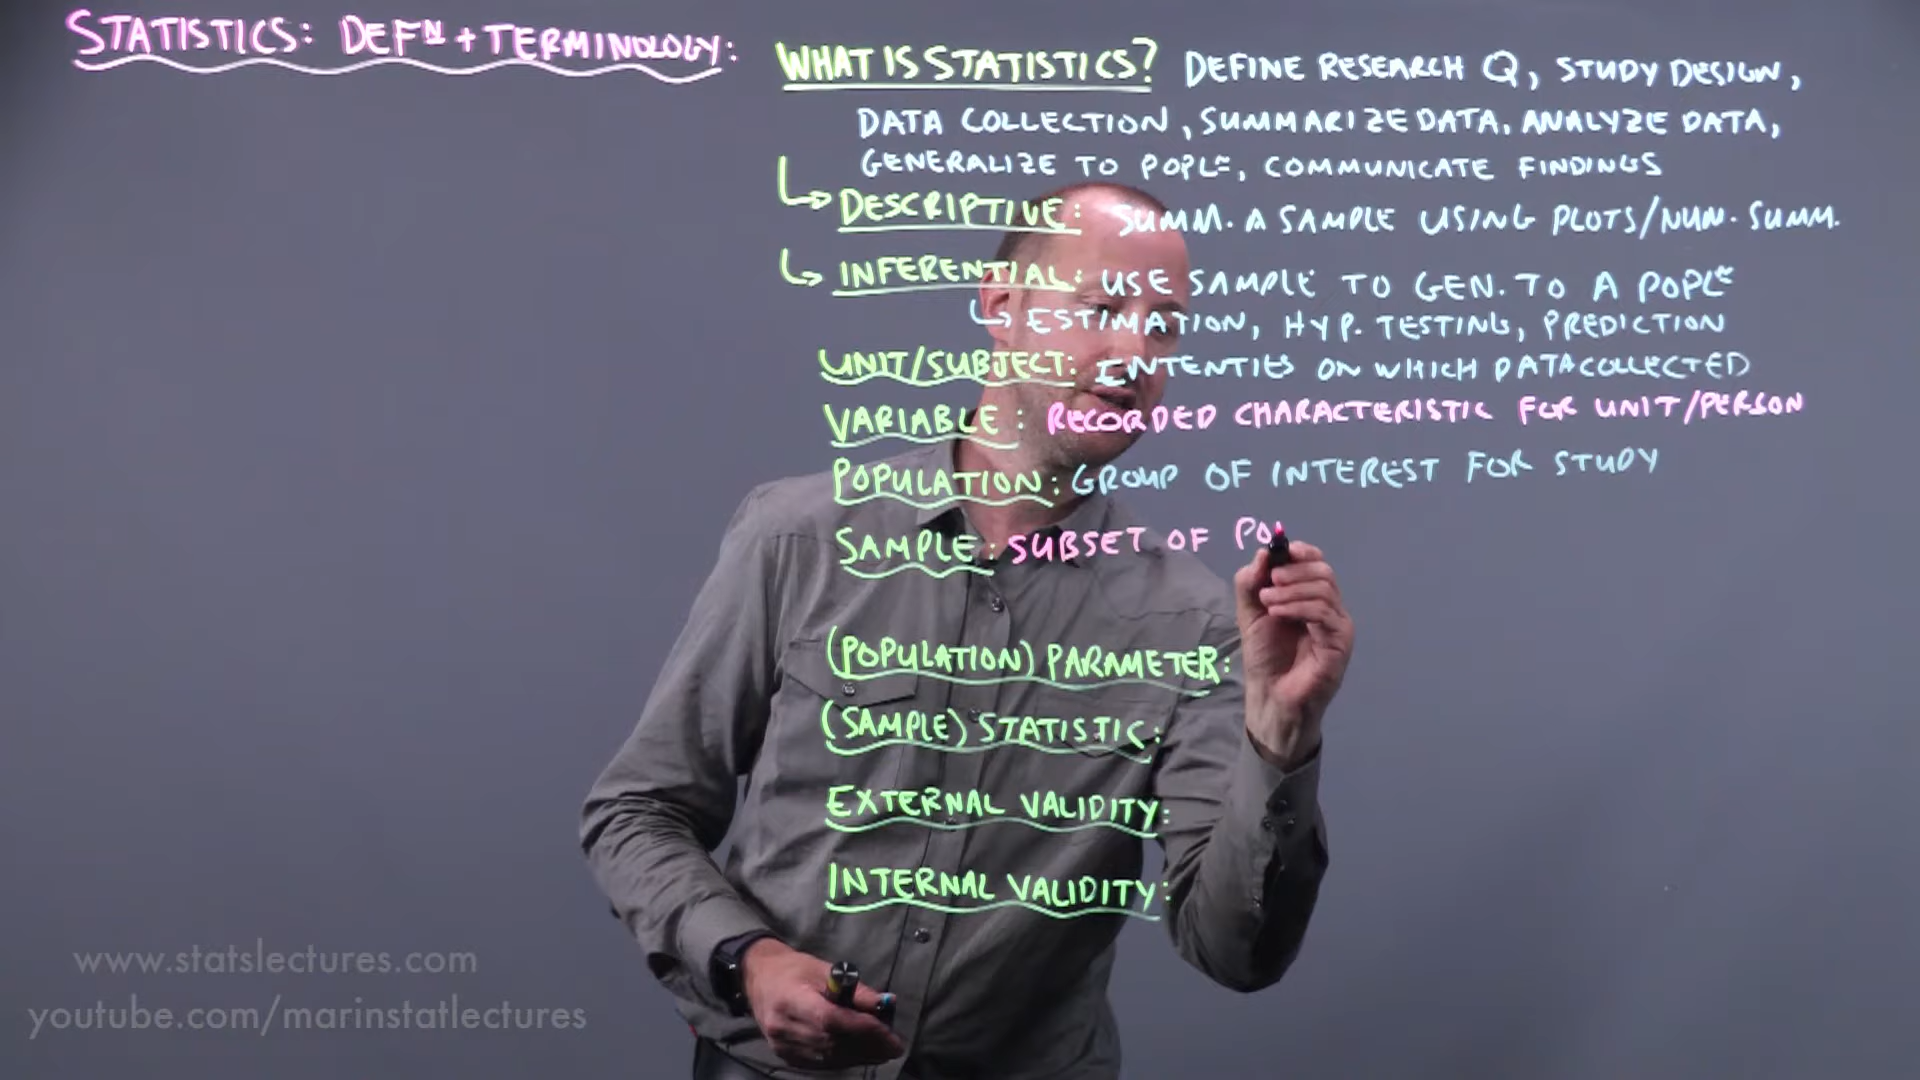 STATISTICS: DEFᴺ + TERMINOLOGY:
WHAT IS STATISTICS? DEFINE RESEARCH Q, STUDY DESIGN,
DATA COLLECTION, SUMMARIZE DATA, ANALYZE DATA,
GENERALIZE TO POPLᴺ, COMMUNICATE FINDINGS
↳ DESCRIPTIVE: SUMM. A SAMPLE USING PLOTS/NUM. SUMM.
↳ INFERENTIAL: USE SAMPLE TO GEN. TO A POPLᴺ
↳ ESTIMATION, HYP. TESTING, PREDICTION
UNIT/SUBJECT: ENTENTIES ON WHICH DATA COLLECTED
VARIABLE: RECORDED CHARACTERISTIC FOR UNIT/PERSON
POPULATION: GROUP OF INTEREST FOR STUDY
SAMPLE: SUBSET OF PO
(POPULATION) PARAMETER:
(SAMPLE) STATISTIC:
EXTERNAL VALIDITY:
INTERNAL VALIDITY:
www.statslectures.com
youtube.com/marinstatlectures